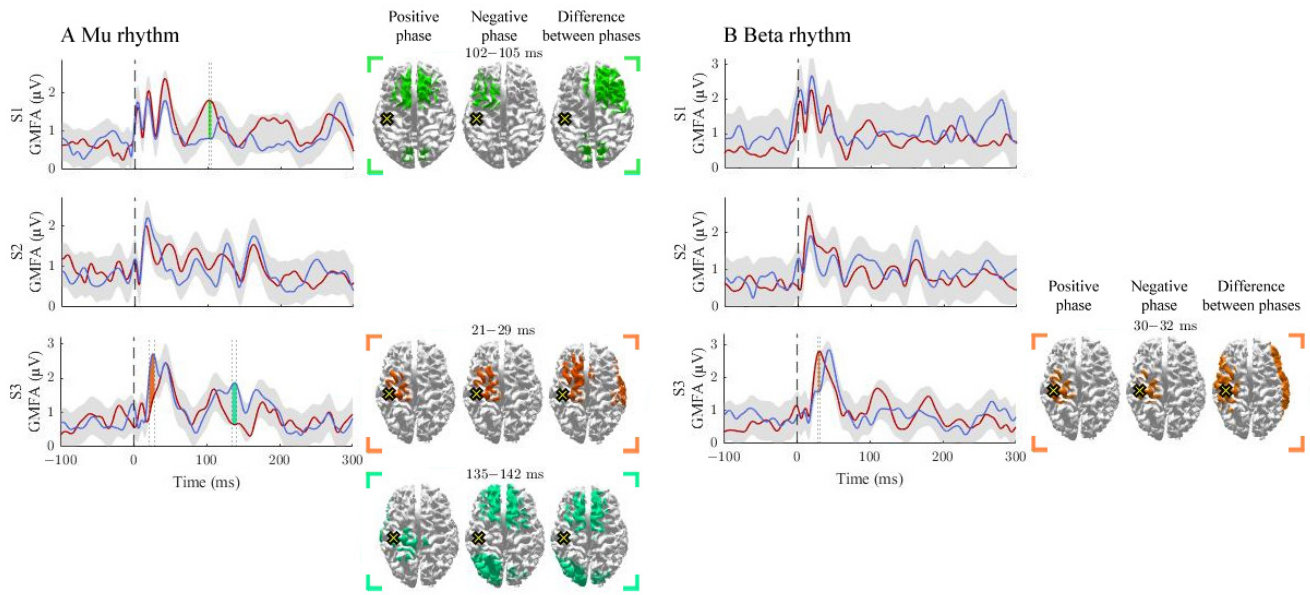 A Mu rhythm
Positive phase
Negative phase
Difference between phases
102−105 ms
S1
GMFA (µV)
2
1
0
S2
GMFA (µV)
2
1
0
S3
GMFA (µV)
3
2
1
0
−100
0
100
200
300
Time (ms)
21−29 ms
135−142 ms
B Beta rhythm
S1
GMFA (µV)
3
2
1
0
S2
GMFA (µV)
2
1
0
S3
GMFA (µV)
3
2
1
0
−100
0
100
200
300
Time (ms)
Positive phase
Negative phase
Difference between phases
30−32 ms